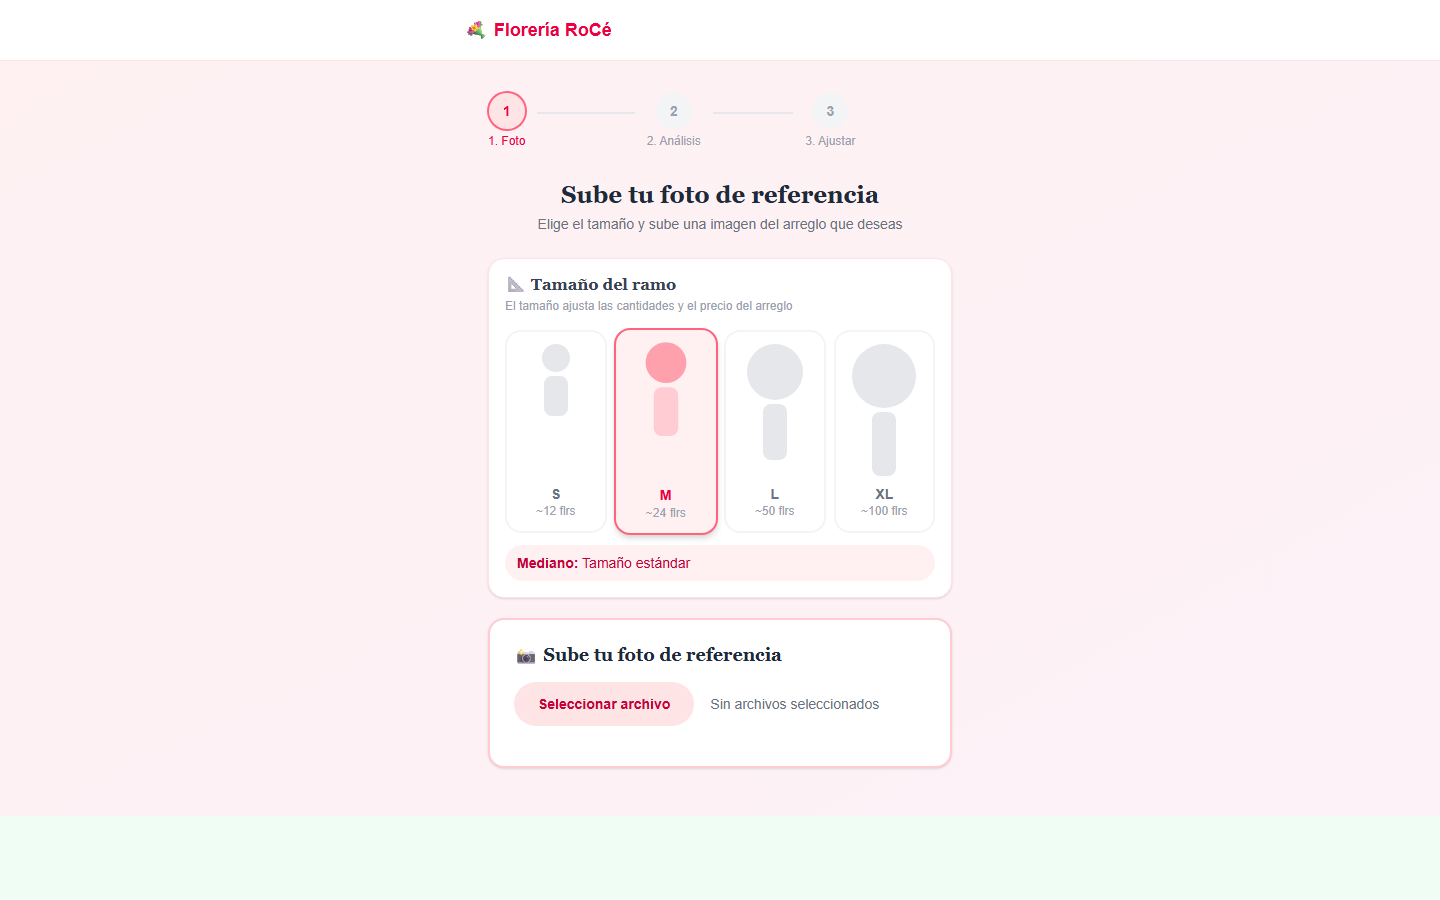 Florería RoCé
1
2
3
1. Foto
2. Análisis
3. Ajustar
Sube tu foto de referencia
Elige el tamaño y sube una imagen del arreglo que deseas
Tamaño del ramo
El tamaño ajusta las cantidades y el precio del arreglo
S
~12 flrs
M
~24 flrs
L
~50 flrs
XL
~100 flrs
Mediano: Tamaño estándar
Sube tu foto de referencia
Seleccionar archivo
Sin archivos seleccionados